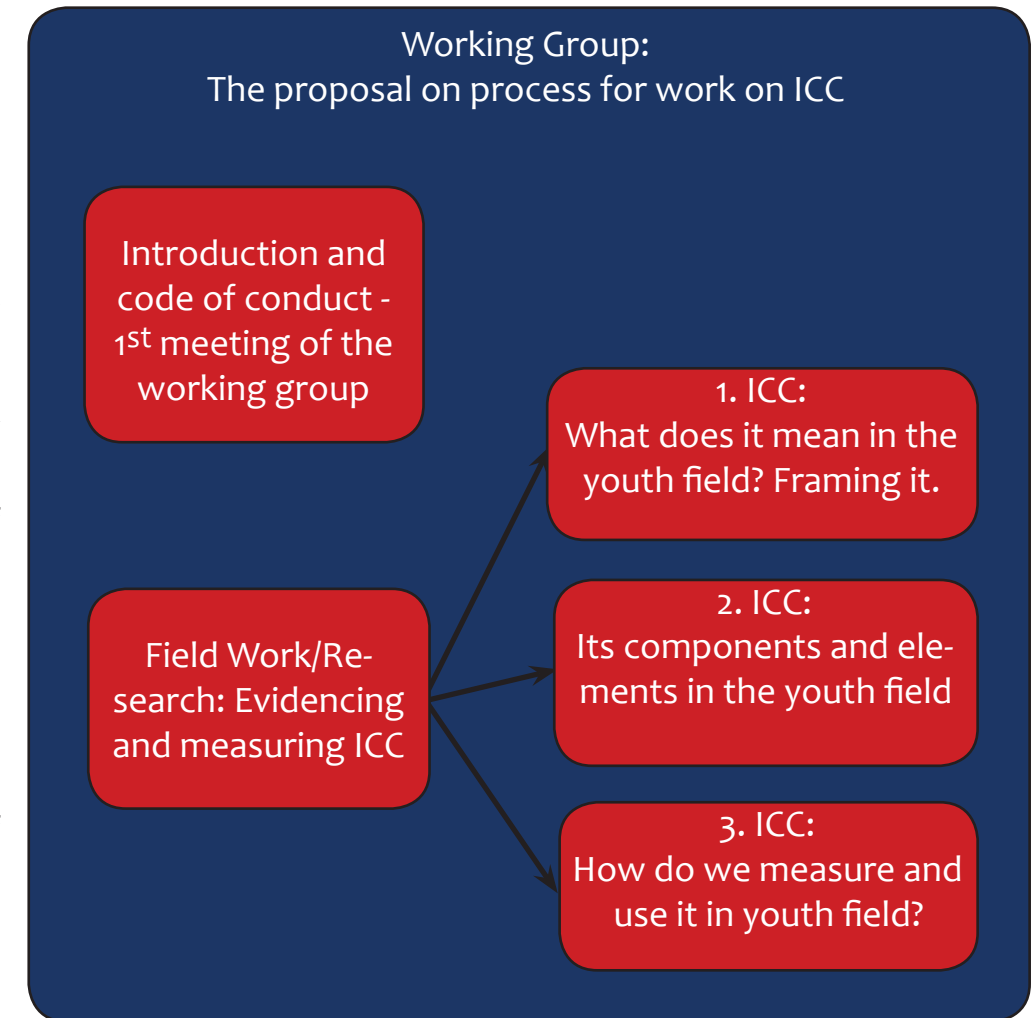 Working Group:
The proposal on process for work on ICC
Introduction and
code of conduct -
1st meeting of the
working group
1. ICC:
What does it mean in the
youth field? Framing it.
Field Work/Re-
search: Evidencing
and measuring ICC
2. ICC:
Its components and ele-
ments in the youth field
3. ICC:
How do we measure and
use it in youth field?